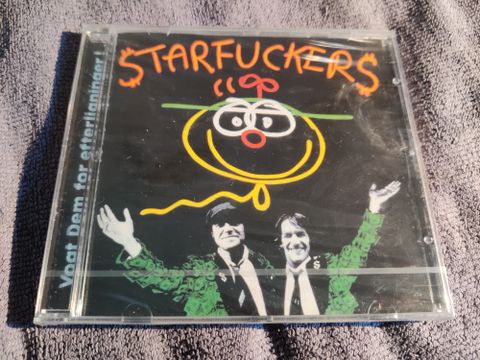 $TARFUCKER$
Vogt Dem for efterligninger!